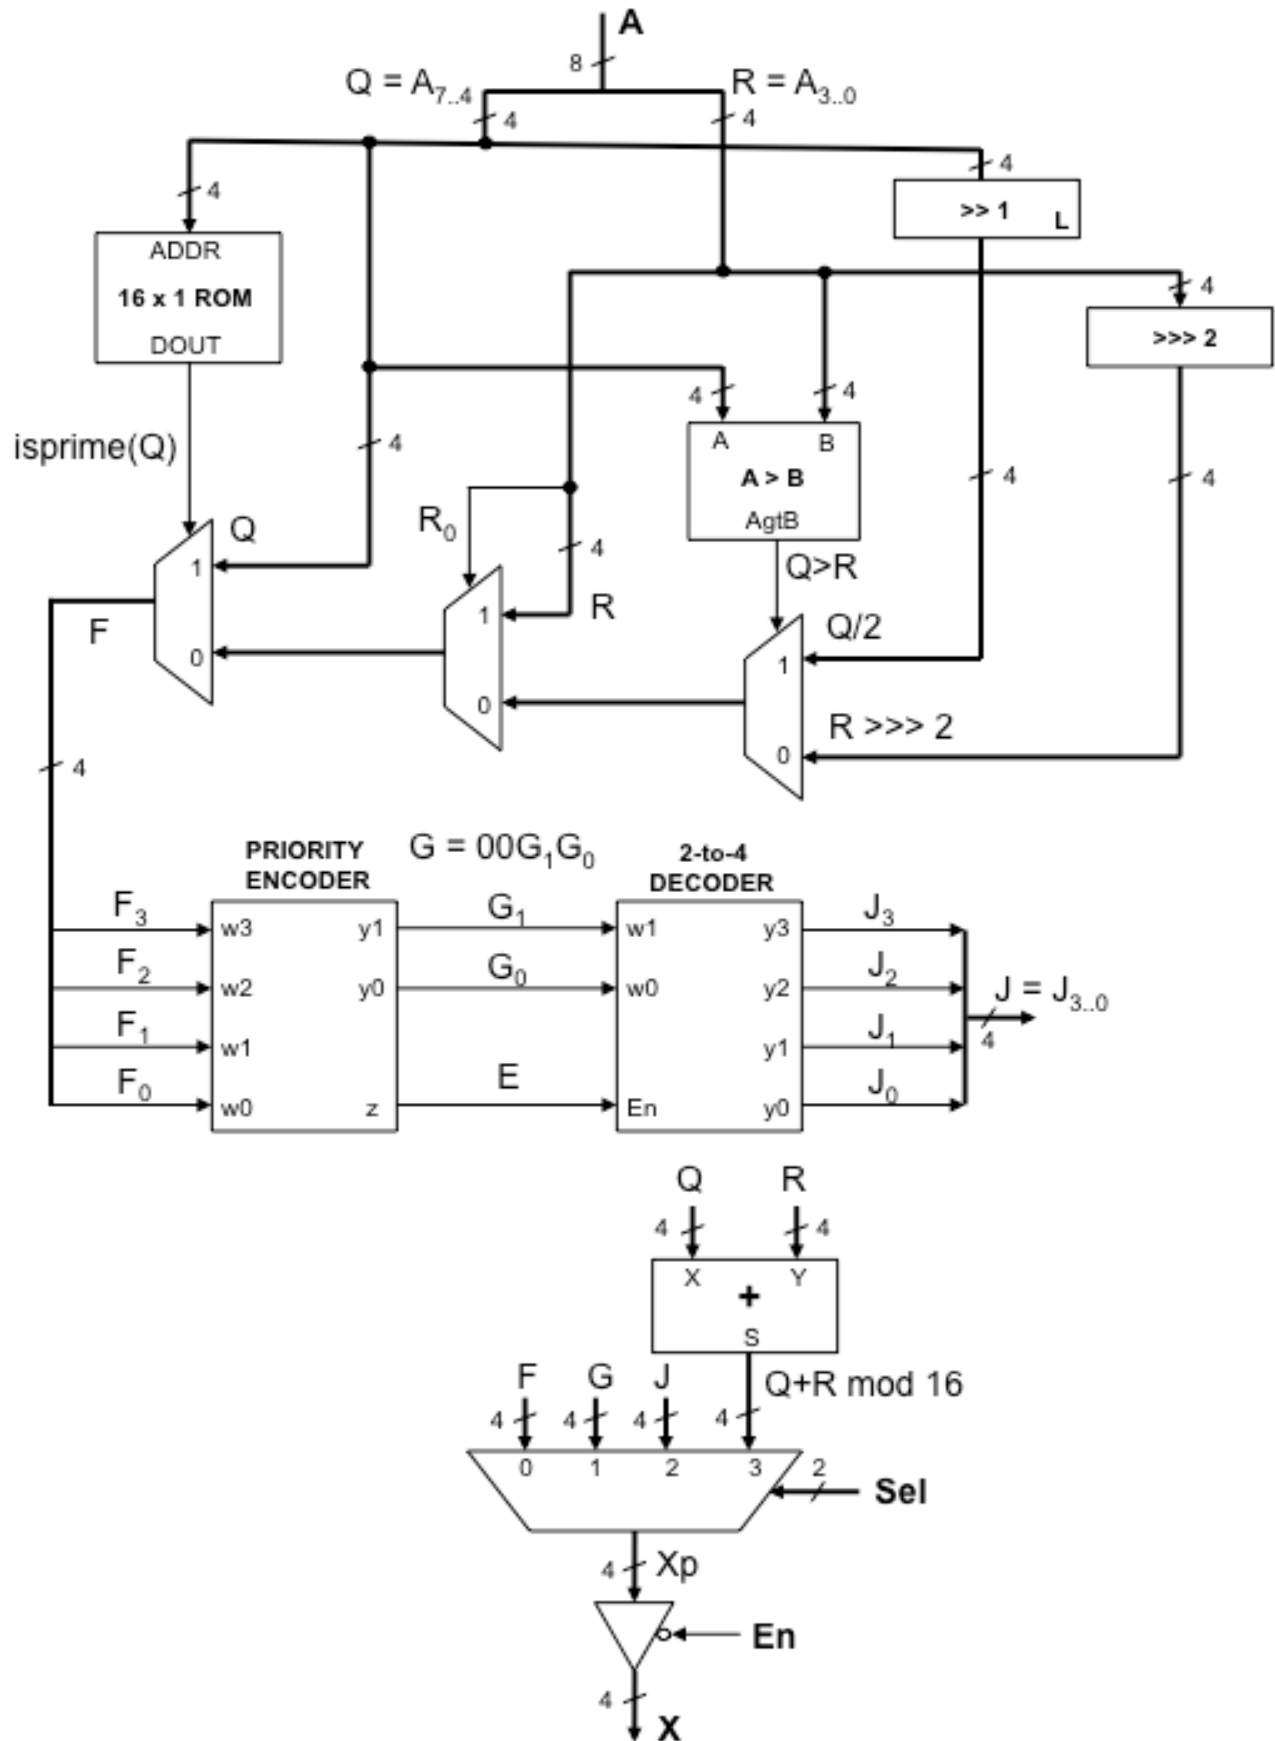 A
8
Q = A7..4
R = A3..0
4
4
4
4
>> 1
L
ADDR
16 x 1 ROM
DOUT
4
>>> 2
4
4
A
B
A > B
AgtB
isprime(Q)
4
4
4
Q
R0
4
Q>R
1
1
R
Q/2
F
1
0
0
R >>> 2
0
4
PRIORITY
ENCODER
G = 00G1G0
2-to-4
DECODER
F3
w3
y1
G1
w1
y3
J3
F2
w2
y0
G0
w0
y2
J2
J = J3..0
F1
w1
y1
J1
4
F0
w0
z
E
En
y0
J0
Q
R
4
4
X
Y
+
S
F
G
J
Q+R mod 16
4
4
4
4
0
1
2
3
2
Sel
4
Xp
En
4
X